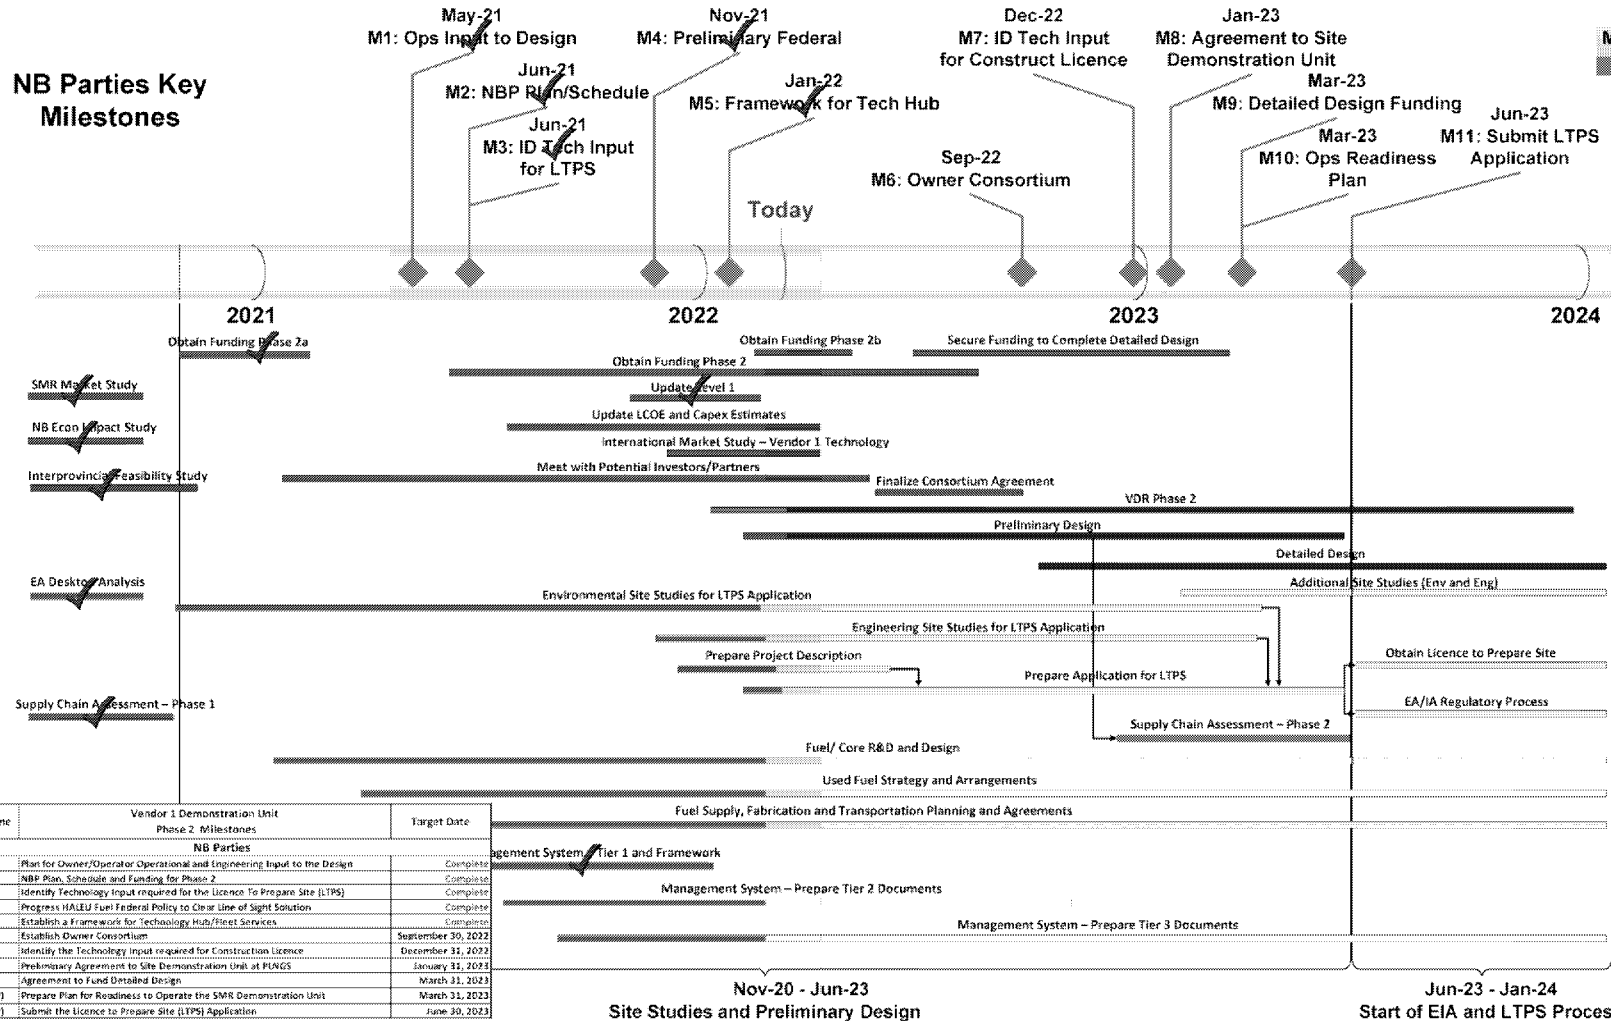 NB Parties Key
Milestones
May-21
M1: Ops Input to Design
Jun-21
M2: NBP Plan/Schedule
Jun-21
M3: ID Tech Input
for LTPS
Nov-21
M4: Preliminary Federal
Jan-22
M5: Framework for Tech Hub
Sep-22
M6: Owner Consortium
Dec-22
M7: ID Tech Input
for Construct Licence
Jan-23
M8: Agreement to Site
Demonstration Unit
Mar-23
M9: Detailed Design Funding
Mar-23
M10: Ops Readiness
Plan
Jun-23
M11: Submit LTPS
Application
M
Today
2021
2022
2023
2024
Obtain Funding Phase 2a
Obtain Funding Phase 2b
Secure Funding to Complete Detailed Design
Obtain Funding Phase 2
SMR Market Study
Update Level 1
Update LCOE and Capex Estimates
NB Econ Impact Study
International Market Study – Vendor 1 Technology
Meet with Potential Investors/Partners
Interprovincial Feasibility Study
Finalize Consortium Agreement
VDR Phase 2
Preliminary Design
Detailed Design
EA Desktop Analysis
Additional Site Studies (Env and Eng)
Environmental Site Studies for LTPS Application
Engineering Site Studies for LTPS Application
Prepare Project Description
Obtain Licence to Prepare Site
Prepare Application for LTPS
Supply Chain Assessment – Phase 1
EA/IA Regulatory Process
Supply Chain Assessment – Phase 2
Fuel/ Core R&D and Design
Used Fuel Strategy and Arrangements
Fuel Supply, Fabrication and Transportation Planning and Agreements
agement System – Tier 1 and Framework
Management System – Prepare Tier 2 Documents
Management System – Prepare Tier 3 Documents
ne
Vendor 1 Demonstration Unit
Phase 2 Milestones
Target Date
NB Parties
Plan for Owner/Operator Operational and Engineering Input to the Design Complete
NBP Plan, Schedule and Funding for Phase 2 Complete
Identify Technology Input required for the Licence To Prepare Site (LTPS) Complete
Progress HALEU Fuel Federal Policy to Clear Line of Sight Solution Complete
Establish a Framework for Technology Hub/Fleet Services Complete
Establish Owner Consortium September 30, 2022
Identify the Technology Input required for Construction Licence December 31, 2022
Preliminary Agreement to Site Demonstration Unit at PLNGS January 31, 2023
Agreement to Fund Detailed Design March 31, 2023
) Prepare Plan for Readiness to Operate the SMR Demonstration Unit March 31, 2023
) Submit the Licence to Prepare Site (LTPS) Application June 30, 2023
Nov-20 - Jun-23
Site Studies and Preliminary Design
Jun-23 - Jan-24
Start of EIA and LTPS Proces